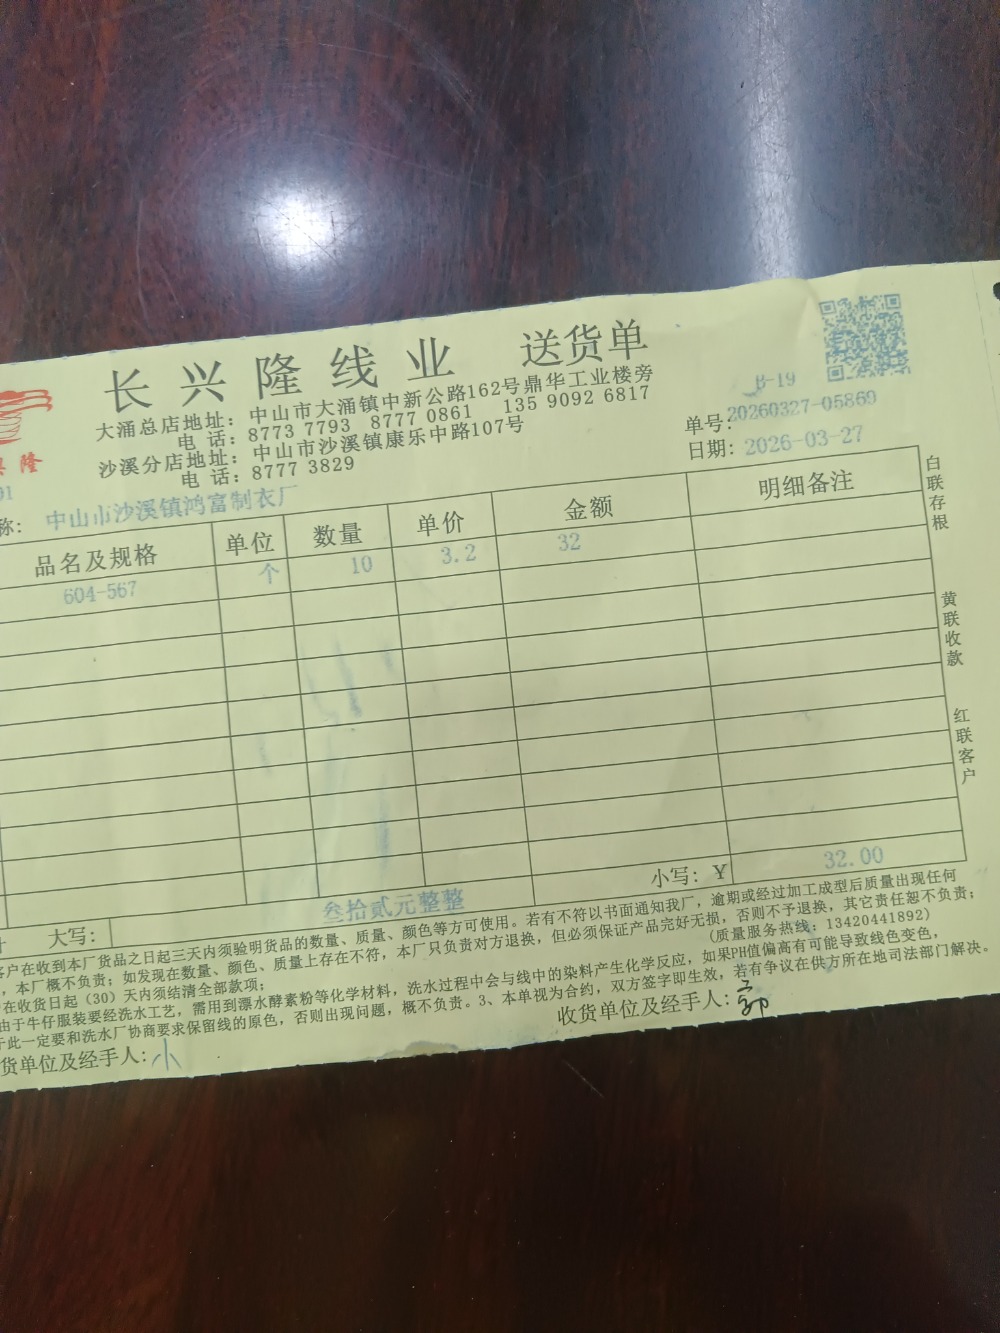 长兴隆线业 送货单
大涌总店地址：中山市大涌镇中新公路162号鼎华工业楼旁
电 话：8773 7793 8777 0861 135 9092 6817
沙溪分店地址：中山市沙溪镇康乐中路107号
电 话：8777 3829
B-19
单号：20260327-05869
日期：2026-03-27
隆
01
称：中山市沙溪镇鸿富制衣厂
品名及规格 单位 数量 单价 金额 明细备注
604-567 个 10 3.2 32
白联存根
黄联收款
红联客户
小写：￥ 32.00
大写： 叁拾贰元整整
客户在收到本厂货品之日起三天内须验明货品的数量、质量、颜色等方可使用。若有不符以书面通知我厂，逾期或经过加工成型后质量出现任何
，本厂概不负责；如发现在数量、颜色、质量上存在不符，本厂只负责对方退换，但必须保证产品完好无损，否则不予退换，其它责任恕不负责；
在收货日起（30）天内须结清全部款项； (质量服务热线：13420441892)
由于牛仔服装要经洗水工艺，需用到漂水酵素粉等化学材料，洗水过程中会与线中的染料产生化学反应，如果PH值偏高有可能导致线色变色，
于此一定要和洗水厂协商要求保留线的原色，否则出现问题，概不负责。3、本单视为合约，双方签字即生效，若有争议在供方所在地司法部门解决。
货单位及经手人：小 收货单位及经手人：